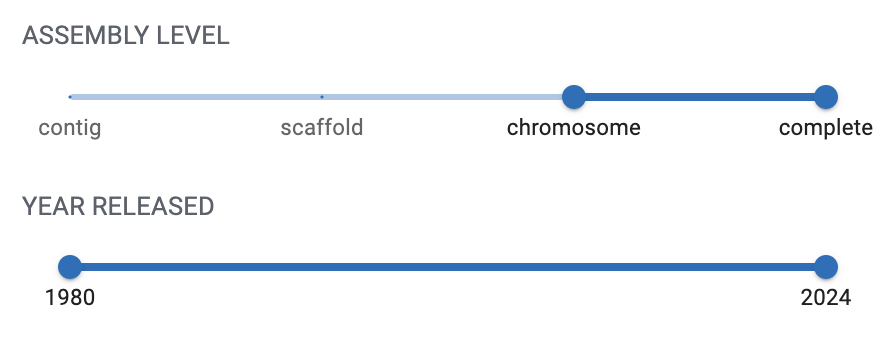 ASSEMBLY LEVEL
contig scaffold chromosome complete
YEAR RELEASED
1980 2024